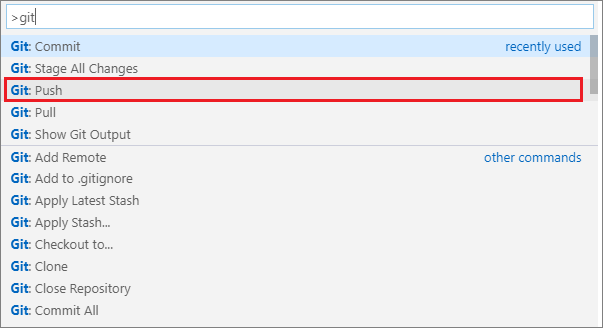 >git
Git: Commit recently used
Git: Stage All Changes
Git: Push
Git: Pull
Git: Show Git Output
Git: Add Remote other commands
Git: Add to .gitignore
Git: Apply Latest Stash
Git: Apply Stash...
Git: Checkout to...
Git: Clone
Git: Close Repository
Git: Commit All